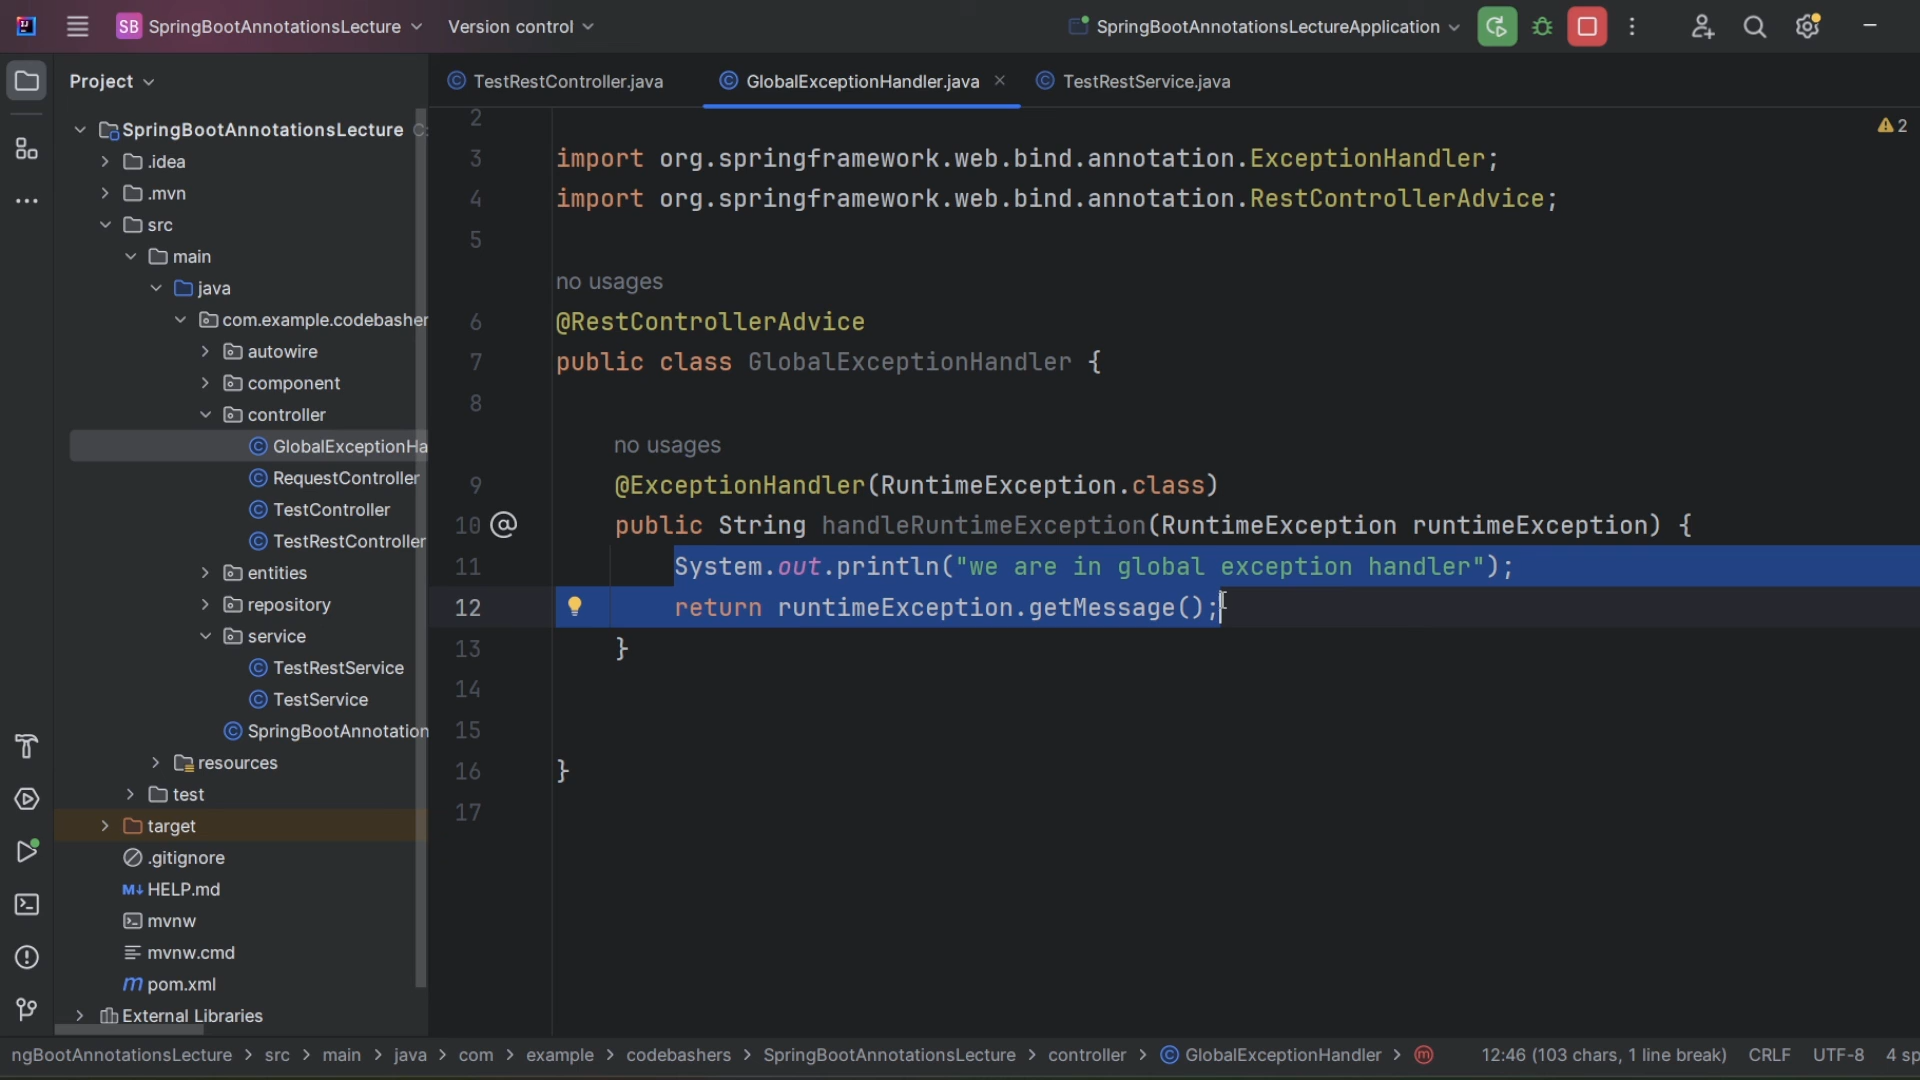 SB SpringBootAnnotationsLecture Version control SpringBootAnnotationsLectureApplication
Project
TestRestController.java GlobalExceptionHandler.java TestRestService.java
SpringBootAnnotationsLecture C:
.idea
.mvn
src
main
java
com.example.codebasher
autowire
component
controller
GlobalExceptionHa
RequestController
TestController
TestRestController
entities
repository
service
TestRestService
TestService
SpringBootAnnotation
resources
test
target
.gitignore
M↓ HELP.md
mvnw
mvnw.cmd
m pom.xml
External Libraries
2
2
3 import org.springframework.web.bind.annotation.ExceptionHandler;
4 import org.springframework.web.bind.annotation.RestControllerAdvice;
5
no usages
6 @RestControllerAdvice
7 public class GlobalExceptionHandler {
8
no usages
9 @ExceptionHandler(RuntimeException.class)
10 public String handleRuntimeException(RuntimeException runtimeException) {
11 System.out.println("we are in global exception handler");
12 return runtimeException.getMessage();
13 }
14
15
16 }
17
ngBootAnnotationsLecture > src > main > java > com > example > codebashers > SpringBootAnnotationsLecture > controller > GlobalExceptionHandler > m 12:46 (103 chars, 1 line break) CRLF UTF-8 4 sp